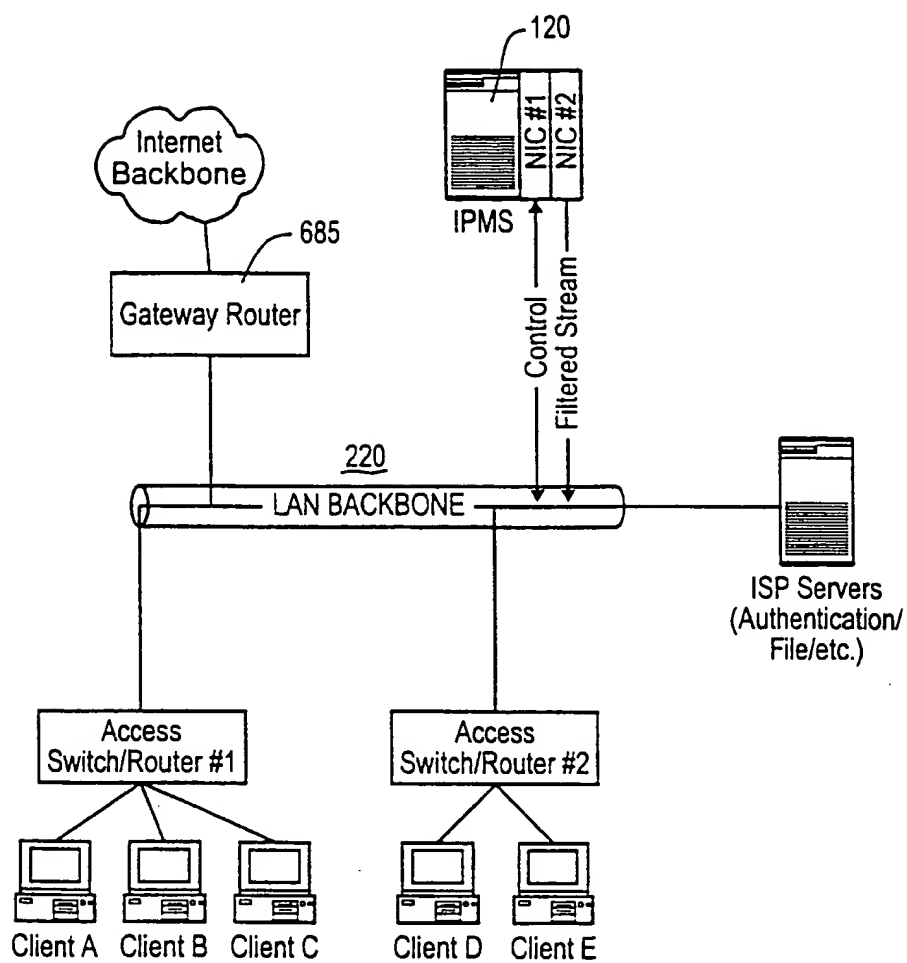 120
Internet
Backbone
NIC #1
NIC #2
IPMS
685
Gateway Router
Control
Filtered Stream
220
LAN BACKBONE
ISP Servers
(Authentication/
File/etc.)
Access
Switch/Router #1
Access
Switch/Router #2
Client A
Client B
Client C
Client D
Client E